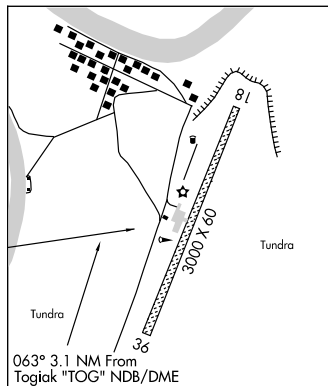 18
3000 X 60
Tundra
Tundra
36
063° 3.1 NM From
Togiak "TOG" NDB/DME